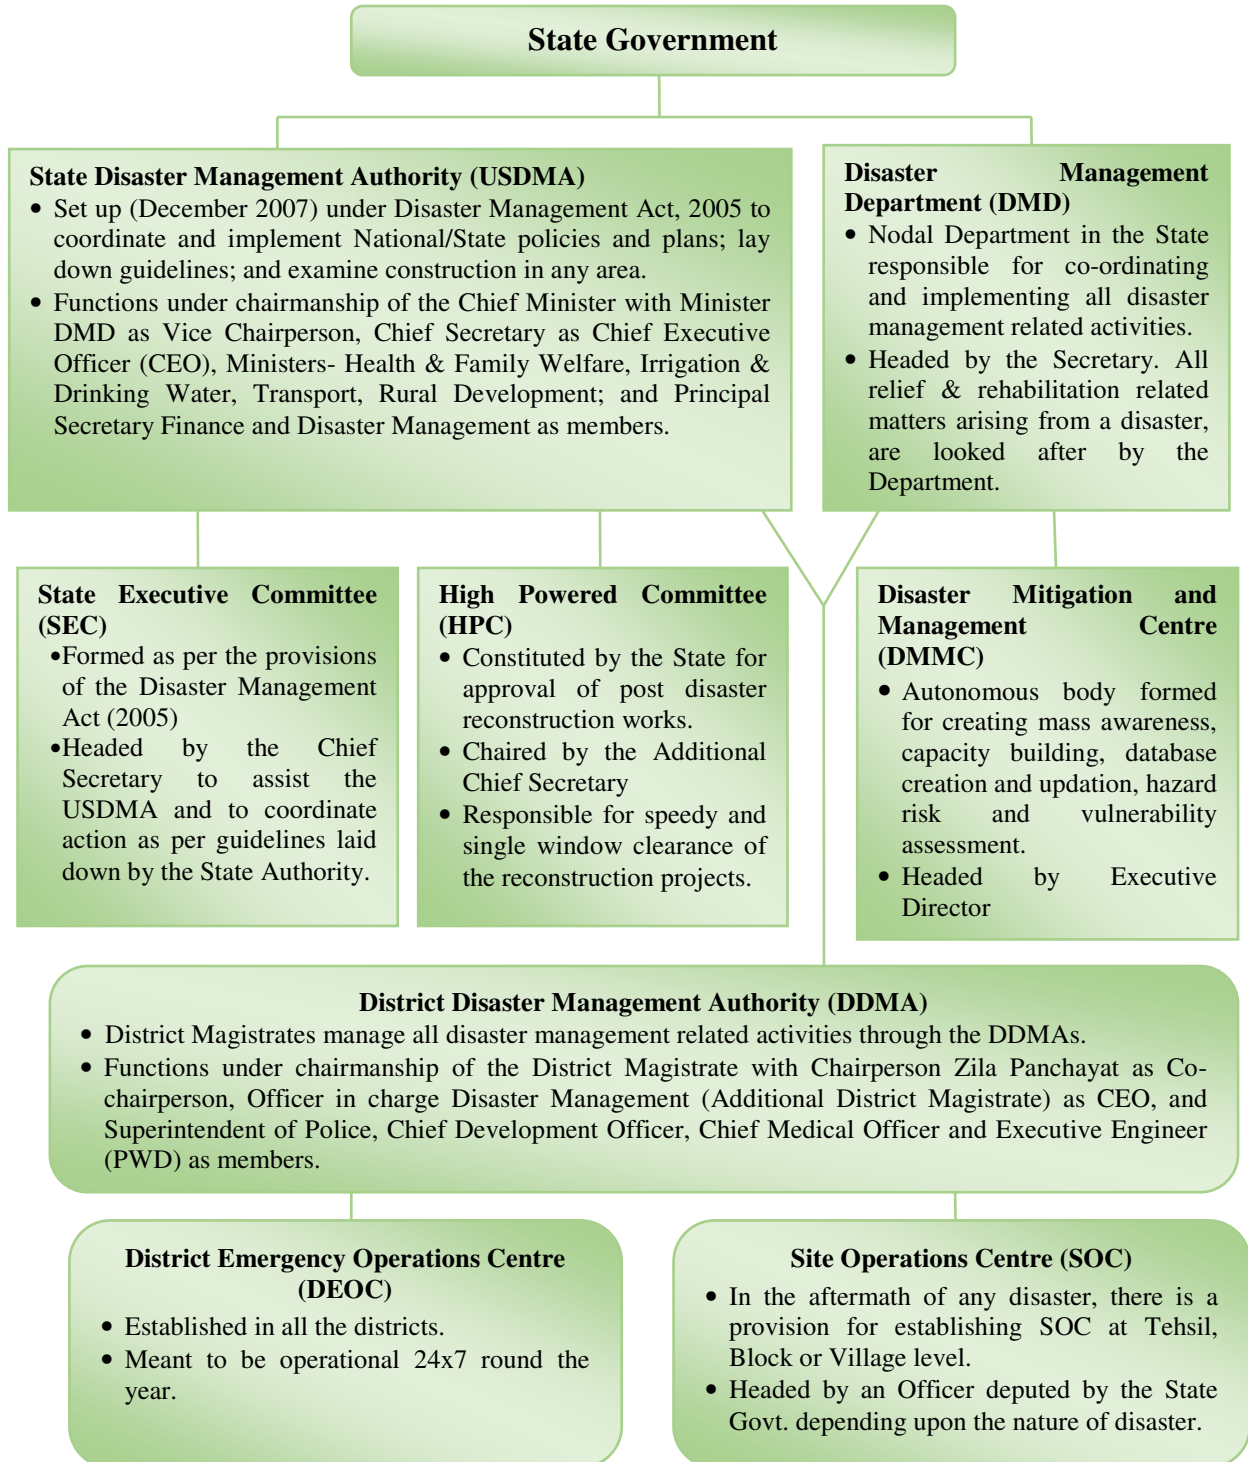 State Government
State Disaster Management Authority (USDMA)
• Set up (December 2007) under Disaster Management Act, 2005 to
coordinate and implement National/State policies and plans; lay
down guidelines; and examine construction in any area.
• Functions under chairmanship of the Chief Minister with Minister
DMD as Vice Chairperson, Chief Secretary as Chief Executive
Officer (CEO), Ministers- Health & Family Welfare, Irrigation &
Drinking Water, Transport, Rural Development; and Principal
Secretary Finance and Disaster Management as members.
Disaster Management
Department (DMD)
• Nodal Department in the State
responsible for co-ordinating
and implementing all disaster
management related activities.
• Headed by the Secretary. All
relief & rehabilitation related
matters arising from a disaster,
are looked after by the
Department.
State Executive Committee
(SEC)
•Formed as per the provisions
of the Disaster Management
Act (2005)
•Headed by the Chief
Secretary to assist the
USDMA and to coordinate
action as per guidelines laid
down by the State Authority.
High Powered Committee
(HPC)
• Constituted by the State for
approval of post disaster
reconstruction works.
• Chaired by the Additional
Chief Secretary
• Responsible for speedy and
single window clearance of
the reconstruction projects.
Disaster Mitigation and
Management Centre
(DMMC)
• Autonomous body formed
for creating mass awareness,
capacity building, database
creation and updation, hazard
risk and vulnerability
assessment.
• Headed by Executive
Director
District Disaster Management Authority (DDMA)
• District Magistrates manage all disaster management related activities through the DDMAs.
• Functions under chairmanship of the District Magistrate with Chairperson Zila Panchayat as Co-
chairperson, Officer in charge Disaster Management (Additional District Magistrate) as CEO, and
Superintendent of Police, Chief Development Officer, Chief Medical Officer and Executive Engineer
(PWD) as members.
District Emergency Operations Centre
(DEOC)
• Established in all the districts.
• Meant to be operational 24x7 round the
year.
Site Operations Centre (SOC)
• In the aftermath of any disaster, there is a
provision for establishing SOC at Tehsil,
Block or Village level.
• Headed by an Officer deputed by the State
Govt. depending upon the nature of disaster.